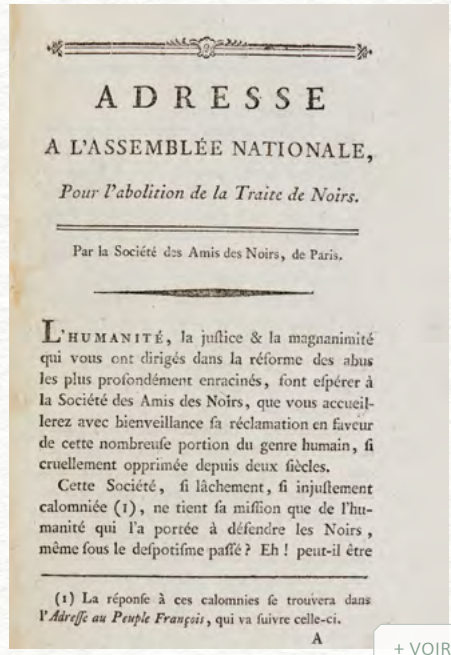 ADRESSE
A L'ASSEMBLÉE NATIONALE,
Pour l'abolition de la Traite de Noirs.
Par la Société des Amis des Noirs, de Paris.
L'HUMANITÉ, la juſtice & la magnanimité
qui vous ont dirigés dans la réforme des abus
les plus profondément enracinés, font eſpérer à
la Société des Amis des Noirs, que vous accueil-
lerez avec bienveillance ſa réclamation en faveur
de cette nombreuſe portion du genre humain, ſi
cruellement opprimée depuis deux ſiècles.
Cette Société, ſi lâchement, ſi injuſtement
calomniée (1), ne tient ſa miſſion que de l'hu-
manité qui l'a portée à défendre les Noirs,
même ſous le deſpotiſme paſſé? Eh! peut-il être
(1) La réponſe à ces calomnies ſe trouvera dans
l'Adreſſe au Peuple François, qui va ſuivre celle-ci.
A
+ VOIR